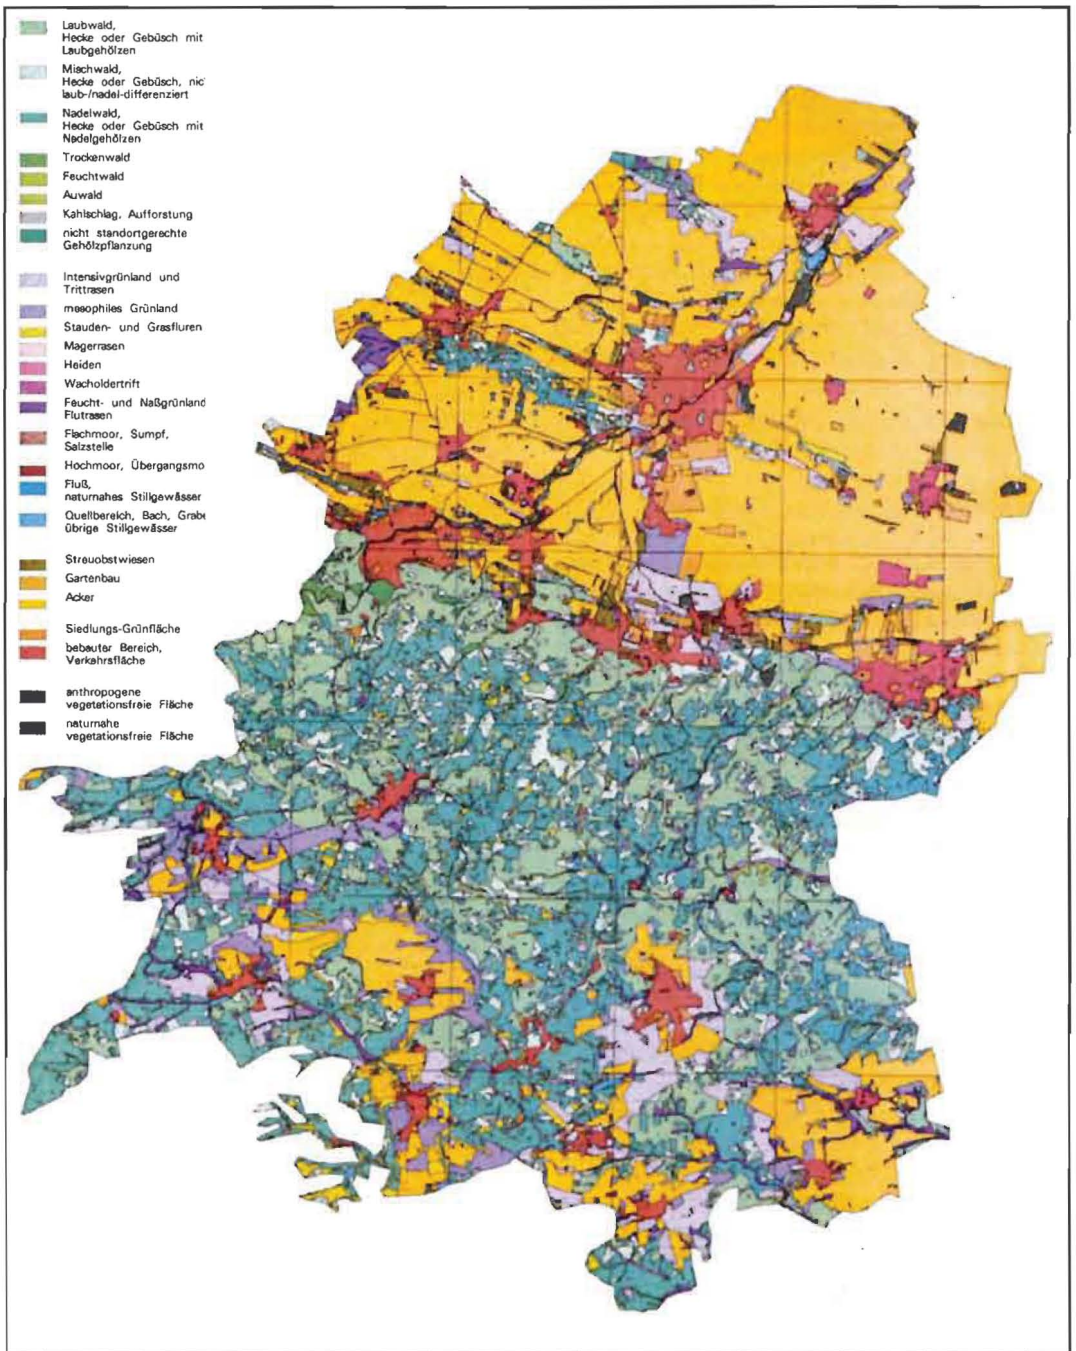 Laubwald,
Hecke oder Gebüsch mit
Laubgehölzen
Mischwald,
Hecke oder Gebüsch, nic
laub-/nadel-differenziert
Nadelwald,
Hecke oder Gebüsch mit
Nadelgehölzen
Trockenwald
Feuchtwald
Auwald
Kahlschlag, Aufforstung
nicht standortgerechte
Gehölzpflanzung
Intensivgrünland und
Trittrasen
mesophiles Grünland
Stauden- und Grasfluren
Magerrasen
Heiden
Wacholdertrift
Feucht- und Naßgrünland
Flutrasen
Flachmoor, Sumpf,
Salzstelle
Hochmoor, Übergangsmo
Fluß,
naturnahes Stillgewässer
Quellbereich, Bach, Grabe
übrige Stillgewässer
Streuobstwiesen
Gartenbau
Acker
Siedlungs-Grünfläche
bebauter Bereich,
Verkehrsfläche
anthropogene
vegetationsfreie Fläche
naturnahe
vegetationsfreie Fläche